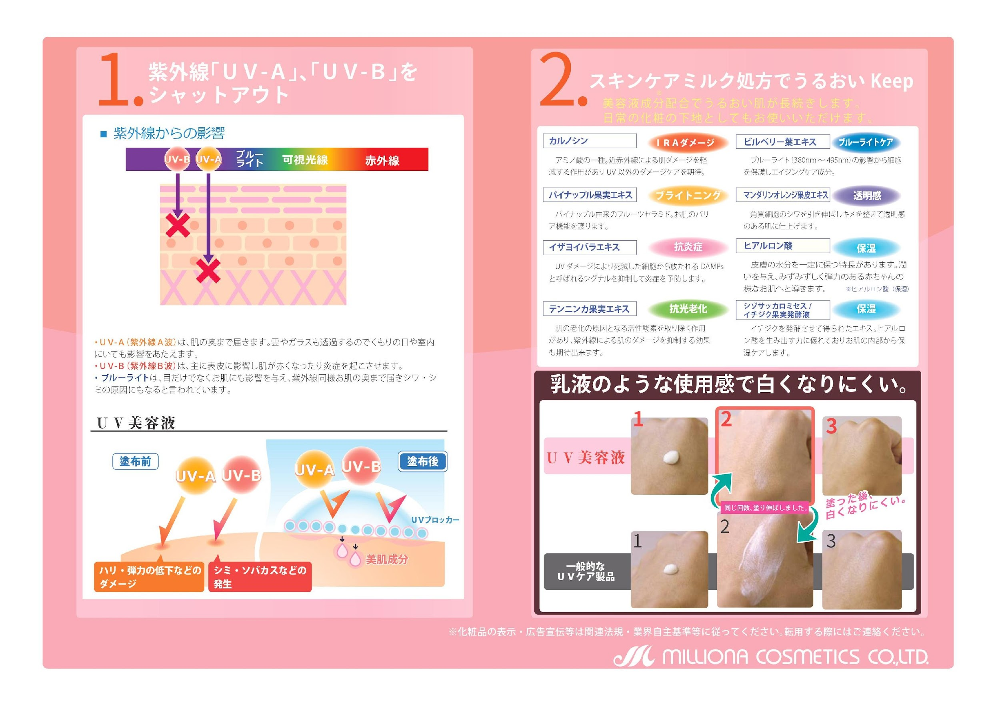 1.
紫外線「UV-A」、「UV-B」を
シャットアウト
■ 紫外線からの影響
UV-B UV-A ブルーライト 可視光線 赤外線
・UV-A（紫外線A波）は、肌の奥まで届きます。雲やガラスも透過するのでくもりの日や室内
にいても影響をあたえます。
・UV-B（紫外線B波）は、主に表皮に影響し肌が赤くなったり炎症を起こさせます。
・ブルーライトは、目だけでなくお肌にも影響を与え、紫外線同様お肌の奥まで届きシワ・シ
ミの原因にもなると言われています。
UV美容液
塗布前
UV-A UV-B
UV-A UV-B
塗布後
UVブロッカー
美肌成分
ハリ・弾力の低下などの
ダメージ
シミ・ソバカスなどの
発生
2.
スキンケアミルク処方でうるおいKeep
※
美容液成分配合でうるおい肌が長続きします。
日常の化粧の下地としてもお使いいただけます。
カルノシン
IRAダメージ
アミノ酸の一種。近赤外線による肌ダメージを軽
減する作用がありUV以外のダメージケアを期待。
ビルベリー葉エキス
ブルーライトケア
ブルーライト（380nm～495nm）の影響から細胞
を保護しエイジングケア成分。
パイナップル果実エキス
ブライトニング
パイナップル由来のフルーツセラミド。お肌のバリ
ア機能を護ります。
マンダリンオレンジ果皮エキス
透明感
角質細胞のシワを引き伸ばしキメを整えて透明感
のある肌に仕上げます。
イザヨイバラエキス
抗炎症
UVダメージにより死滅した細胞から放たれるDAMPs
と呼ばれるシグナルを抑制して炎症を予防します。
ヒアルロン酸
保湿
皮膚の水分を一定に保つ特長があります。潤
いを与え、みずみずしく弾力のある赤ちゃんの
様なお肌へと導きます。 ※ヒアルロン酸（保湿）
テンニンカ果実エキス
抗光老化
肌の老化の原因となる活性酸素を取り除く作用
があり、紫外線による肌のダメージを抑制する効果
も期待出来ます。
シゾサッカロミセス/
イチジク果実発酵液
保湿
イチジクを発酵させて得られたエキス。ヒアルロ
ン酸を生み出す力に優れておりお肌の内部から保
湿ケアします。
乳液のような使用感で白くなりにくい。
UV美容液
1
2
3
同じ回数、塗り伸ばしました。
塗った後、
白くなりにくい。
一般的な
UVケア製品
1
2
3
※化粧品の表示・広告宣伝等は関連法規・業界自主基準等に従ってください。転用する際にはご連絡ください。
MILLIONA COSMETICS CO.,LTD.